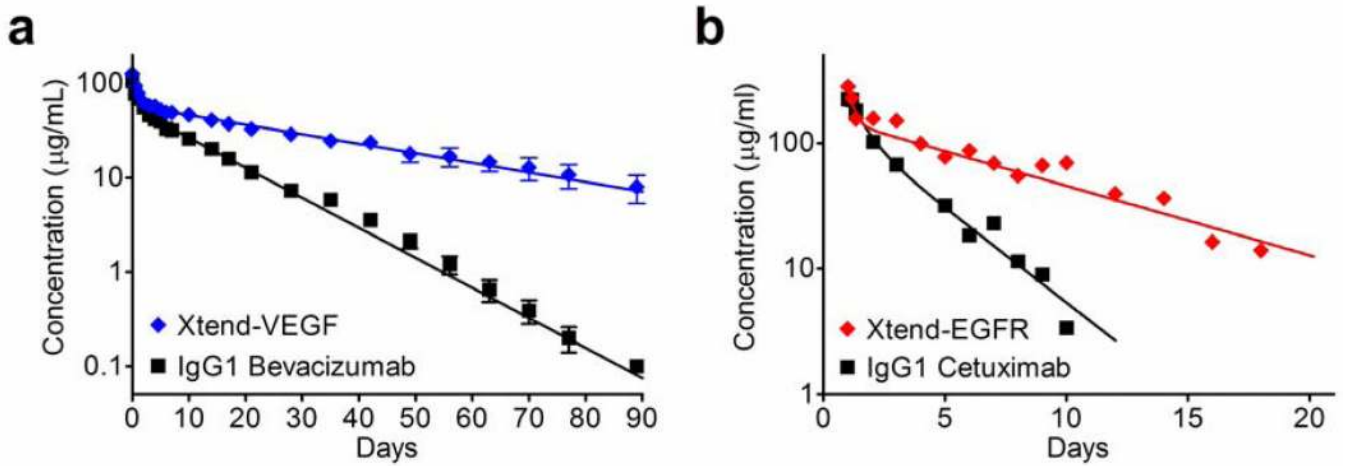 a
Concentration (µg/mL)
100
10
1
0.1
Xtend-VEGF
IgG1 Bevacizumab
0 10 20 30 40 50 60 70 80 90
Days
b
Concentration (µg/ml)
100
10
1
Xtend-EGFR
IgG1 Cetuximab
0 5 10 15 20
Days